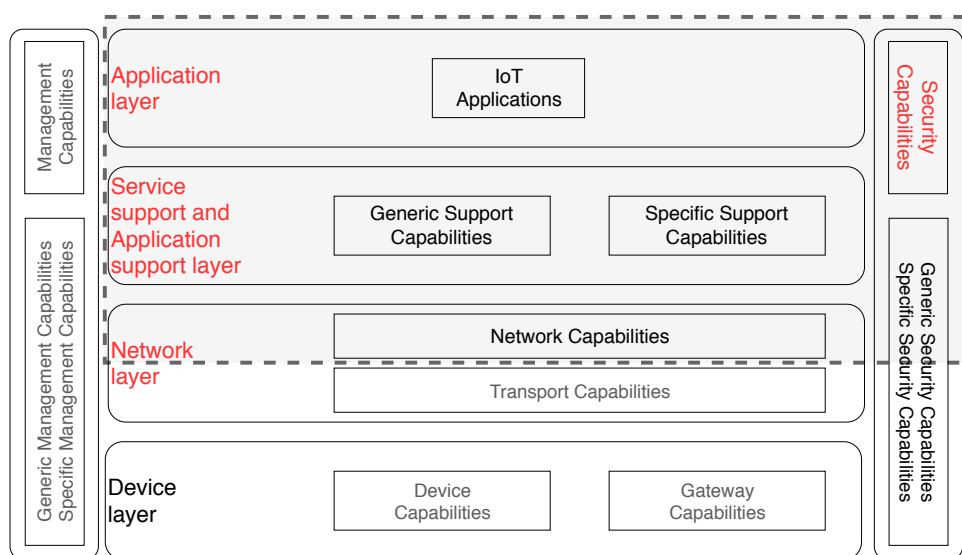 Management
Capabilities
Generic Management Capabilities
Specific Management Capabilities
Application
layer
IoT
Applications
Service
support and
Application
support layer
Generic Support
Capabilities
Specific Support
Capabilities
Network
layer
Network Capabilities
Transport Capabilities
Device
layer
Device
Capabilities
Gateway
Capabilities
Security
Capabilities
Generic Security Capabilities
Specific Security Capabilities